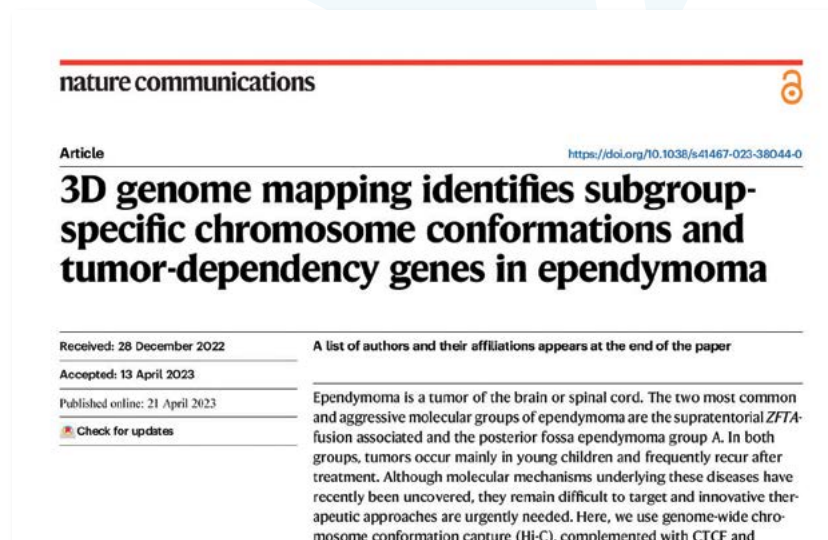 nature communications
Article
https://doi.org/10.1038/s41467-023-38044-0
3D genome mapping identifies subgroup-
specific chromosome conformations and
tumor-dependency genes in ependymoma
Received: 28 December 2022
Accepted: 13 April 2023
Published online: 21 April 2023
Check for updates
A list of authors and their affiliations appears at the end of the paper
Ependymoma is a tumor of the brain or spinal cord. The two most common
and aggressive molecular groups of ependymoma are the supratentorial ZFTA-
fusion associated and the posterior fossa ependymoma group A. In both
groups, tumors occur mainly in young children and frequently recur after
treatment. Although molecular mechanisms underlying these diseases have
recently been uncovered, they remain difficult to target and innovative ther-
apeutic approaches are urgently needed. Here, we use genome-wide chro-
mosome conformation capture (Hi-C), complemented with CTCF and